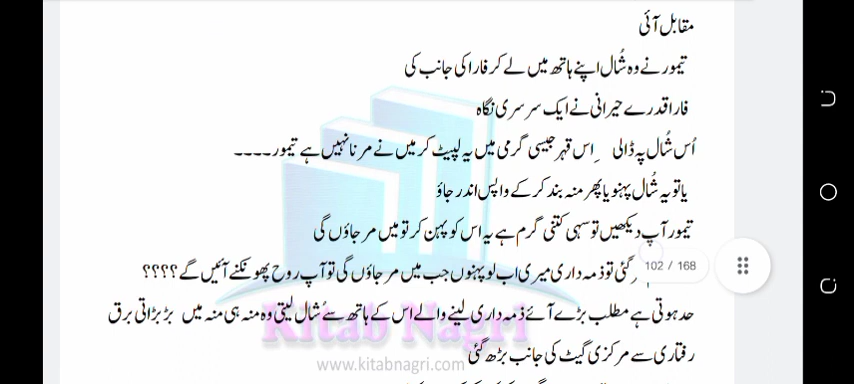 مقابل آئی
تیمور نے وہ شُال اپنے ہاتھ میں لے کر فارا کی جانب کی
فارا قدرے حیرانی نے ایک سر سری نگاہ
اُس شُال پہ ڈالی اِس قہر جیسی گرمی میں یہ لپیٹ کر میں نے مرنا نہیں ہے تیمور۔۔۔۔
یا تو یہ شُال پہنو یا پھر منہ بند کر کے واپس اندر جاؤ
تیمور آپ دیکھیں تو سہی کتنی گرم ہے یہ اس کو پہن کر تو میں مر جاؤں گی
گئی تو ذمہ داری میری اب لو پہنوں جب میں مر جاؤں گی تو آپ روح پھونکنے آئیں گے ؟؟؟؟
102 / 168
حد ہوتی ہے مطلب بڑے آئے ذمہ داری لینے والے اس کے ہاتھ سے شُال لیتی وہ منہ ہی منہ میں بڑبڑاتی برق
رفتاری سے مرکزی گیٹ کی جانب بڑھ گئی
Kitab Nagri
www.kitabnagri.com